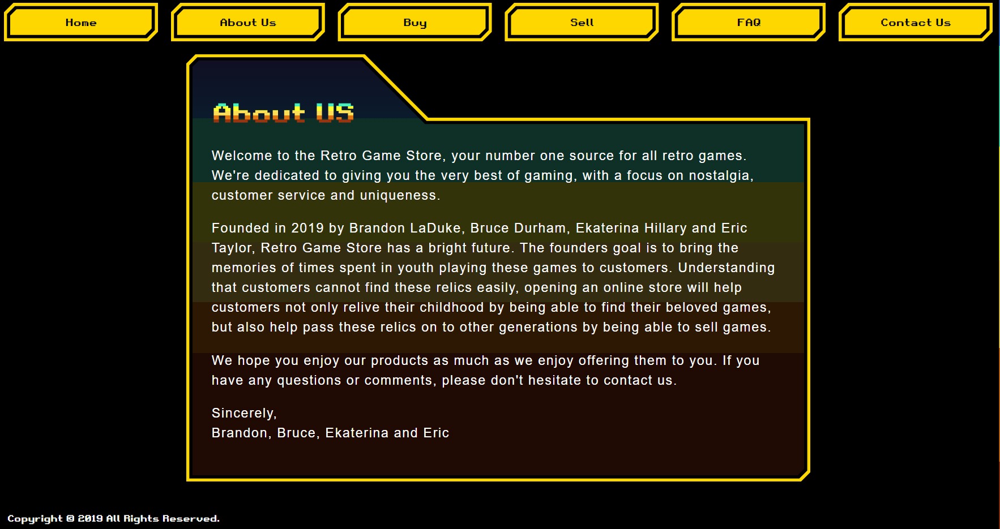 Home
About Us
Buy
Sell
FAQ
Contact Us
About US
Welcome to the Retro Game Store, your number one source for all retro games.
We're dedicated to giving you the very best of gaming, with a focus on nostalgia,
customer service and uniqueness.
Founded in 2019 by Brandon LaDuke, Bruce Durham, Ekaterina Hillary and Eric
Taylor, Retro Game Store has a bright future. The founders goal is to bring the
memories of times spent in youth playing these games to customers. Understanding
that customers cannot find these relics easily, opening an online store will help
customers not only relive their childhood by being able to find their beloved games,
but also help pass these relics on to other generations by being able to sell games.
We hope you enjoy our products as much as we enjoy offering them to you. If you
have any questions or comments, please don't hesitate to contact us.
Sincerely,
Brandon, Bruce, Ekaterina and Eric
Copyright © 2019 All Rights Reserved.